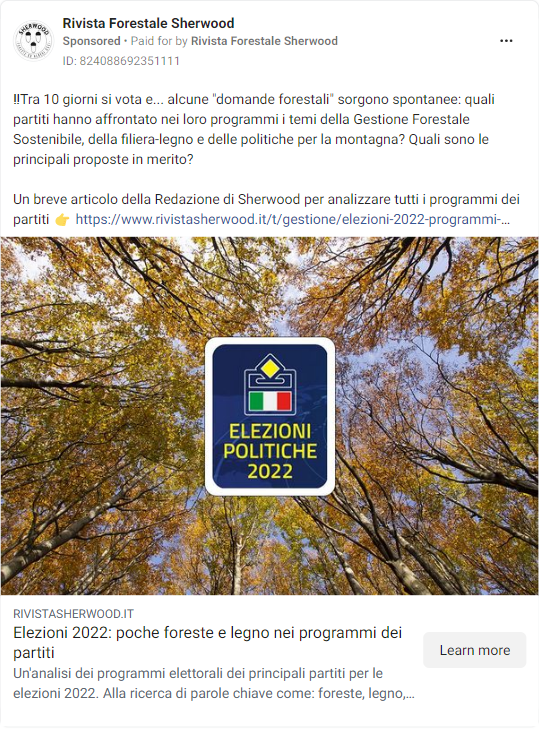 Rivista Forestale Sherwood
Sponsored • Paid for by Rivista Forestale Sherwood
ID: 824088692351111
‼Tra 10 giorni si vota e... alcune "domande forestali" sorgono spontanee: quali
partiti hanno affrontato nei loro programmi i temi della Gestione Forestale
Sostenibile, della filiera-legno e delle politiche per la montagna? Quali sono le
principali proposte in merito?
Un breve articolo della Redazione di Sherwood per analizzare tutti i programmi dei
partiti 👉 https://www.rivistasherwood.it/t/gestione/elezioni-2022-programmi-...
SHERWOOD
ELEZIONI
POLITICHE
2022
RIVISTASHERWOOD.IT
Elezioni 2022: poche foreste e legno nei programmi dei
partiti
Un'analisi dei programmi elettorali dei principali partiti per le
elezioni 2022. Alla ricerca di parole chiave come: foreste, legno,...
Learn more